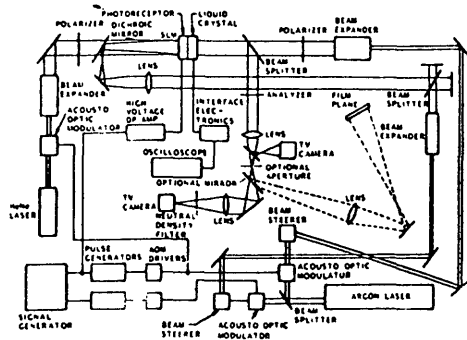 PHOTORECEPTOR
DICHROIC
MIRROR
LIQUID
CRYSTAL
SLM
POLARIZER
POLARIZER
BEAM
EXPANDER
BEAM
SPLITTER
ANALYZER
LENS
FILM
PLANE
BEAM
SPLITTER
BEAM
EXPANDER
BEAM
EXPANDER
ACOUSTO
OPTIC
MODULATOR
HIGH
VOLTAGE
OP AMP
INTERFACE
ELEC-
TRONICS
OSCILLOSCOPE
LENS
TV
CAMERA
OPTIONAL
APERTURE
OPTIONAL MIRROR
HeNe
LASER
TV
CAMERA
NEUTRAL
DENSITY
FILTER
LENS
LENS
BEAM
STEERER
PULSE
GENERATORS
AOM
DRIVERS
ACOUSTO OPTIC
MODULATOR
SIGNAL
GENERATOR
ARGON LASER
BEAM
STEERER
ACOUSTO OPTIC
MODULATOR
BEAM
SPLITTER